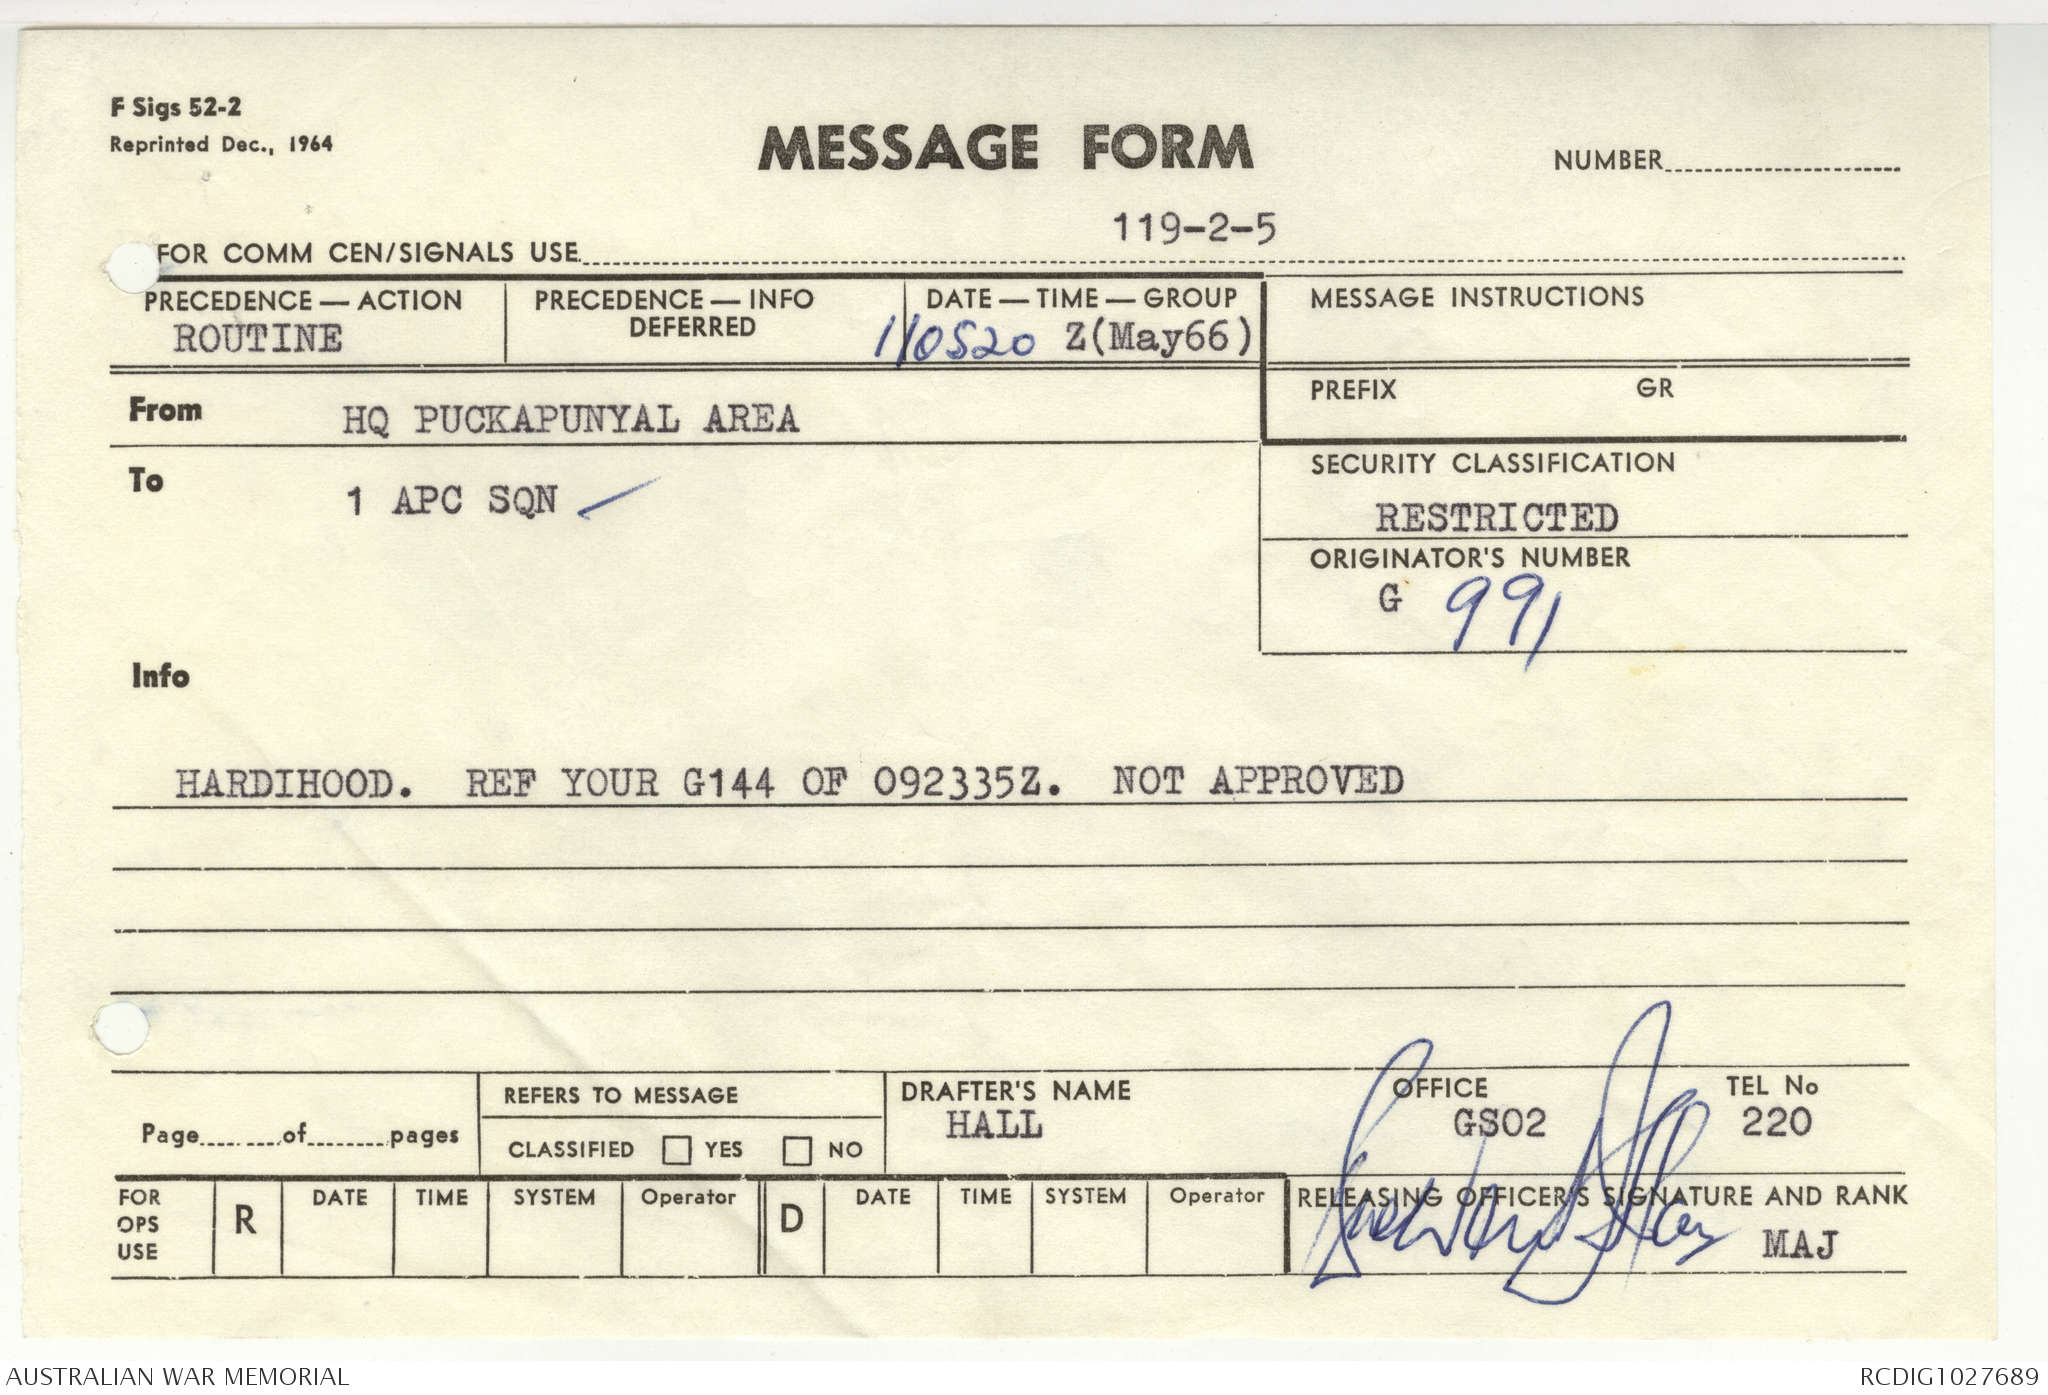 F Sigs 52-2
Reprinted Dec., 1964
MESSAGE FORM
NUMBER
119-2-5
FOR COMM CEN/SIGNALS USE
PRECEDENCE — ACTION
ROUTINE
PRECEDENCE — INFO
DEFERRED
DATE — TIME — GROUP
110520 Z(May66)
MESSAGE INSTRUCTIONS
PREFIX GR
From HQ PUCKAPUNYAL AREA
To 1 APC SQN
SECURITY CLASSIFICATION
RESTRICTED
ORIGINATOR'S NUMBER
G 991
Info
HARDIHOOD. REF YOUR G144 OF 092335Z. NOT APPROVED
Page........of........pages
REFERS TO MESSAGE
CLASSIFIED YES NO
DRAFTER'S NAME
HALL
OFFICE
GSO2
TEL No
220
FOR OPS USE
R DATE TIME SYSTEM Operator
D DATE TIME SYSTEM Operator
RELEASING OFFICER'S SIGNATURE AND RANK
MAJ
AUSTRALIAN WAR MEMORIAL
RCDIG1027689